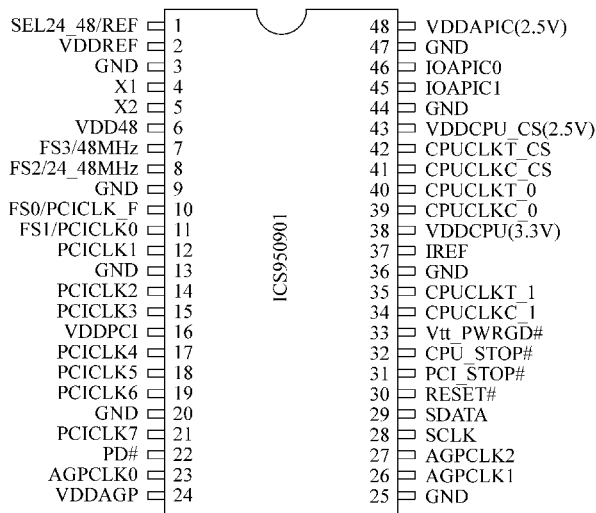 SEL24_48/REF 1 48 VDDAPIC(2.5V)
VDDREF 2 47 GND
GND 3 46 IOAPIC0
X1 4 45 IOAPIC1
X2 5 44 GND
VDD48 6 43 VDDCPU_CS(2.5V)
FS3/48MHz 7 42 CPUCLKT_CS
FS2/24_48MHz 8 41 CPUCLKC_CS
GND 9 40 CPUCLKT_0
FS0/PCICLK_F 10 39 CPUCLKC_0
FS1/PCICLK0 11 38 VDDCPU(3.3V)
PCICLK1 12 37 IREF
GND 13 36 GND
PCICLK2 14 35 CPUCLKT_1
PCICLK3 15 34 CPUCLKC_1
VDDPCI 16 33 Vtt_PWRGD#
PCICLK4 17 32 CPU_STOP#
PCICLK5 18 31 PCI_STOP#
PCICLK6 19 30 RESET#
GND 20 29 SDATA
PCICLK7 21 28 SCLK
PD# 22 27 AGPCLK2
AGPCLK0 23 26 AGPCLK1
VDDAGP 24 25 GND
ICS950901